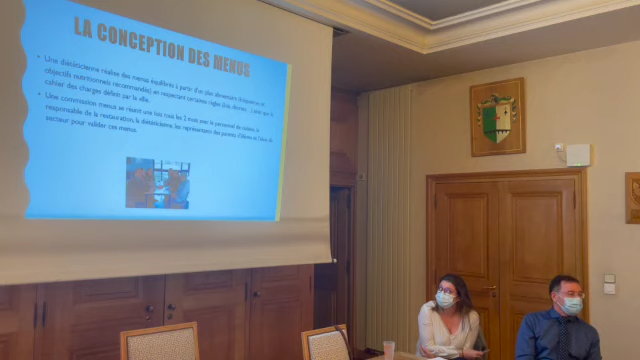 LA CONCEPTION DES MENUS
• Une diététicienne réalise des menus équilibrés à partir d'un plan alimentaire (fréquences et
objectifs nutritionnels recommandés) en respectant certaines règles
cahier des charges défini par la ville.
• Une commission menus se réunit une fois tous les 2 mois avec le personnel de cuisine, la
responsable de la restauration, la diététicienne, les représentants des parents d'élèves et l'élue de
secteur pour valider ces menus.